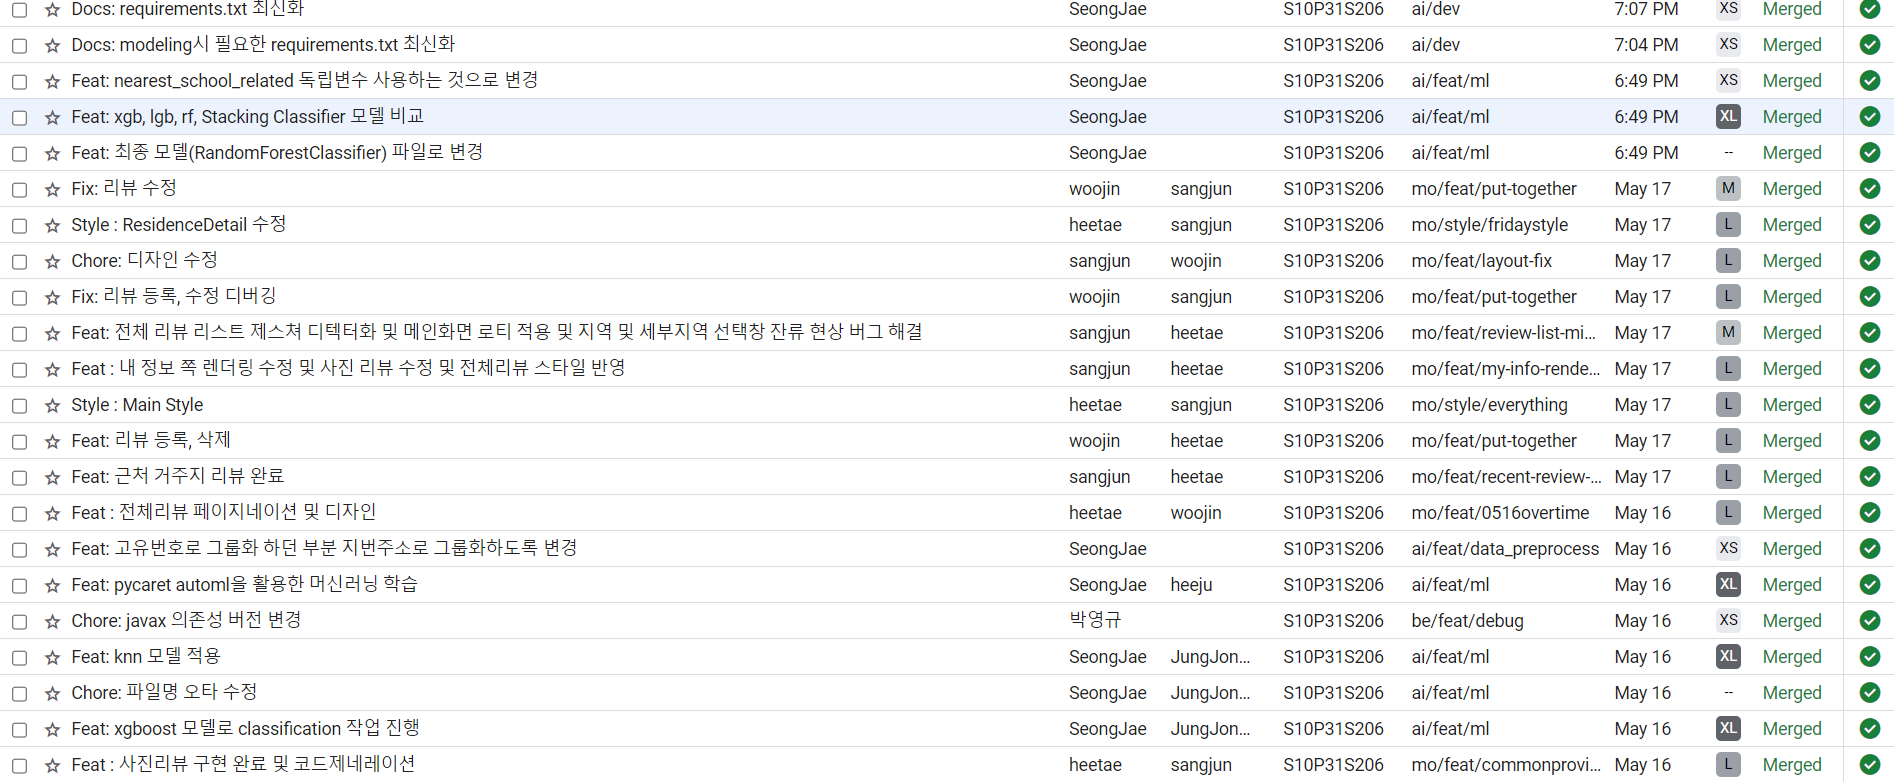 Docs: requirements.txt 최신화 SeongJae S10P31S206 ai/dev 7:07 PM XS Merged
Docs: modeling시 필요한 requirements.txt 최신화 SeongJae S10P31S206 ai/dev 7:04 PM XS Merged
Feat: nearest_school_related 독립변수 사용하는 것으로 변경 SeongJae S10P31S206 ai/feat/ml 6:49 PM XS Merged
Feat: xgb, lgb, rf, Stacking Classifier 모델 비교 SeongJae S10P31S206 ai/feat/ml 6:49 PM XL Merged
Feat: 최종 모델(RandomForestClassifier) 파일로 변경 SeongJae S10P31S206 ai/feat/ml 6:49 PM -- Merged
Fix: 리뷰 수정 woojin sangjun S10P31S206 mo/feat/put-together May 17 M Merged
Style : ResidenceDetail 수정 heetae sangjun S10P31S206 mo/style/fridaystyle May 17 L Merged
Chore: 디자인 수정 sangjun woojin S10P31S206 mo/feat/layout-fix May 17 L Merged
Fix: 리뷰 등록, 수정 디버깅 woojin sangjun S10P31S206 mo/feat/put-together May 17 L Merged
Feat: 전체 리뷰 리스트 제스쳐 디텍터화 및 메인화면 로티 적용 및 지역 및 세부지역 선택창 잔류 현상 버그 해결 sangjun heetae S10P31S206 mo/feat/review-list-mi... May 17 M Merged
Feat : 내 정보 쪽 렌더링 수정 및 사진 리뷰 수정 및 전체리뷰 스타일 반영 sangjun heetae S10P31S206 mo/feat/my-info-rende... May 17 L Merged
Style : Main Style heetae sangjun S10P31S206 mo/style/everything May 17 L Merged
Feat: 리뷰 등록, 삭제 woojin heetae S10P31S206 mo/feat/put-together May 17 L Merged
Feat: 근처 거주지 리뷰 완료 sangjun heetae S10P31S206 mo/feat/recent-review-... May 17 L Merged
Feat : 전체리뷰 페이지네이션 및 디자인 heetae woojin S10P31S206 mo/feat/0516overtime May 16 L Merged
Feat: 고유번호로 그룹화 하던 부분 지번주소로 그룹화하도록 변경 SeongJae S10P31S206 ai/feat/data_preprocess May 16 XS Merged
Feat: pycaret automl을 활용한 머신러닝 학습 SeongJae heeju S10P31S206 ai/feat/ml May 16 XL Merged
Chore: javax 의존성 버전 변경 박영규 S10P31S206 be/feat/debug May 16 XS Merged
Feat: knn 모델 적용 SeongJae JungJon... S10P31S206 ai/feat/ml May 16 XL Merged
Chore: 파일명 오타 수정 SeongJae JungJon... S10P31S206 ai/feat/ml May 16 -- Merged
Feat: xgboost 모델로 classification 작업 진행 SeongJae JungJon... S10P31S206 ai/feat/ml May 16 XL Merged
Feat : 사진리뷰 구현 완료 및 코드제네레이션 heetae sangjun S10P31S206 mo/feat/commonprovi... May 16 L Merged